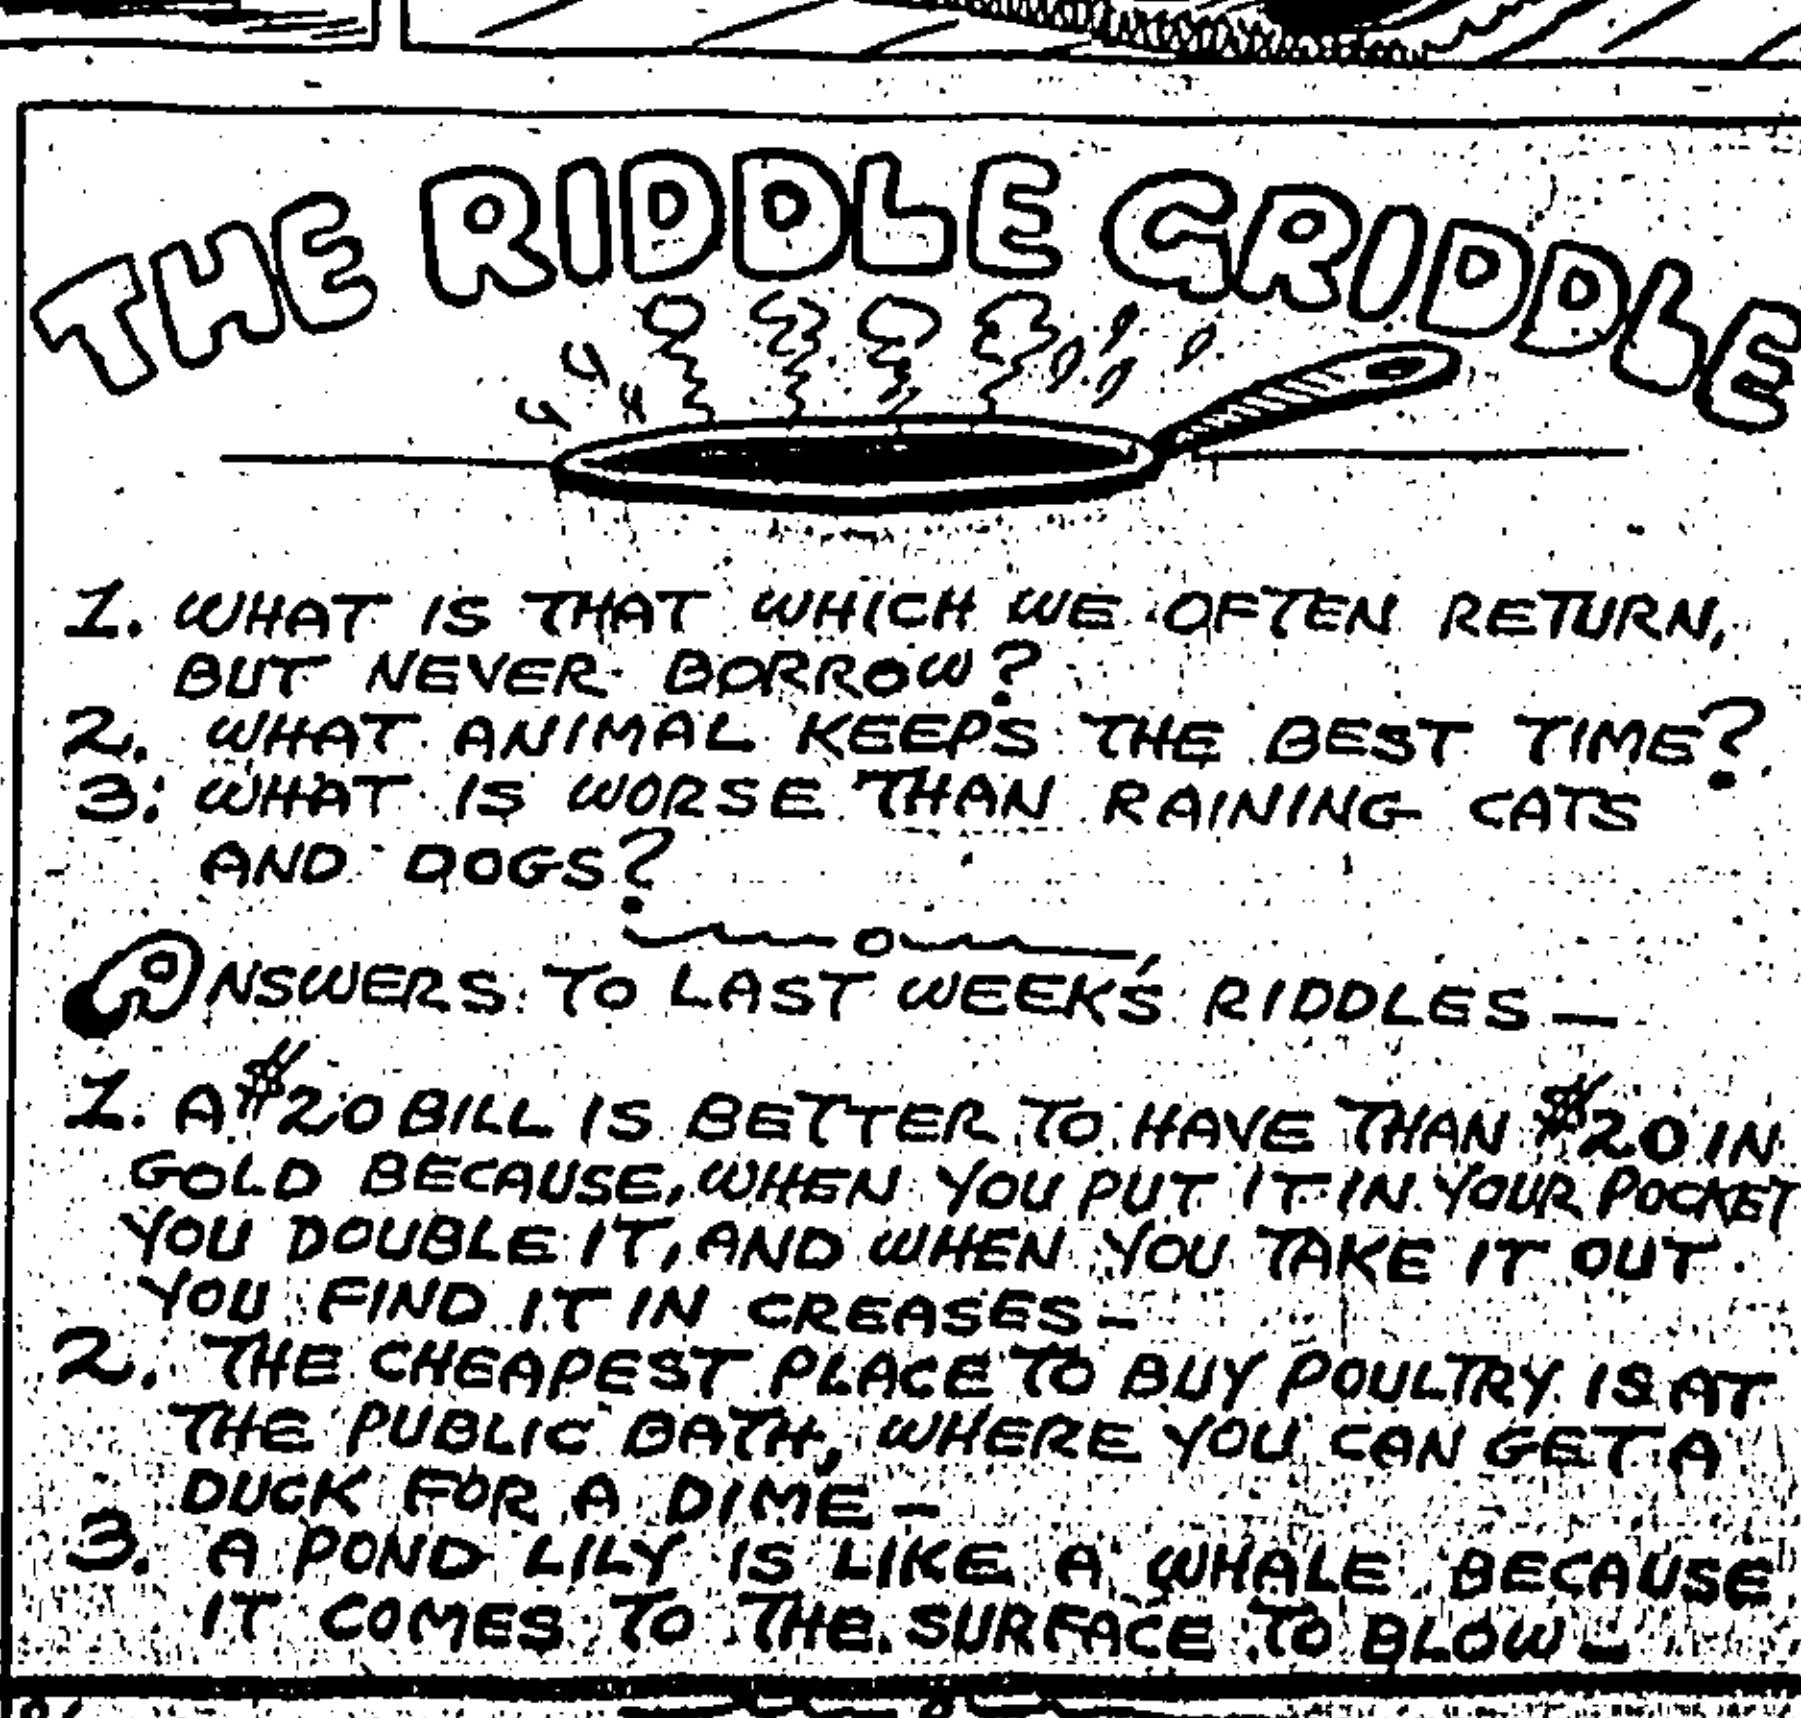 THE RIDDLE GRIDDLE
1. WHAT IS THAT WHICH WE OFTEN RETURN,
BUT NEVER BORROW?
2. WHAT ANIMAL KEEPS THE BEST TIME?
3. WHAT IS WORSE THAN RAINING CATS
AND DOGS?
ANSWERS TO LAST WEEK'S RIDDLES—
1. A $20 BILL IS BETTER TO HAVE THAN $20 IN
GOLD BECAUSE, WHEN YOU PUT IT IN YOUR POCKET
YOU DOUBLE IT, AND WHEN YOU TAKE IT OUT
YOU FIND IT IN CREASES—
2. THE CHEAPEST PLACE TO BUY POULTRY IS AT
THE PUBLIC BATH, WHERE YOU CAN GET A
DUCK FOR A DIME—
3. A POND LILY IS LIKE A WHALE BECAUSE
IT COMES TO THE SURFACE TO BLOW—